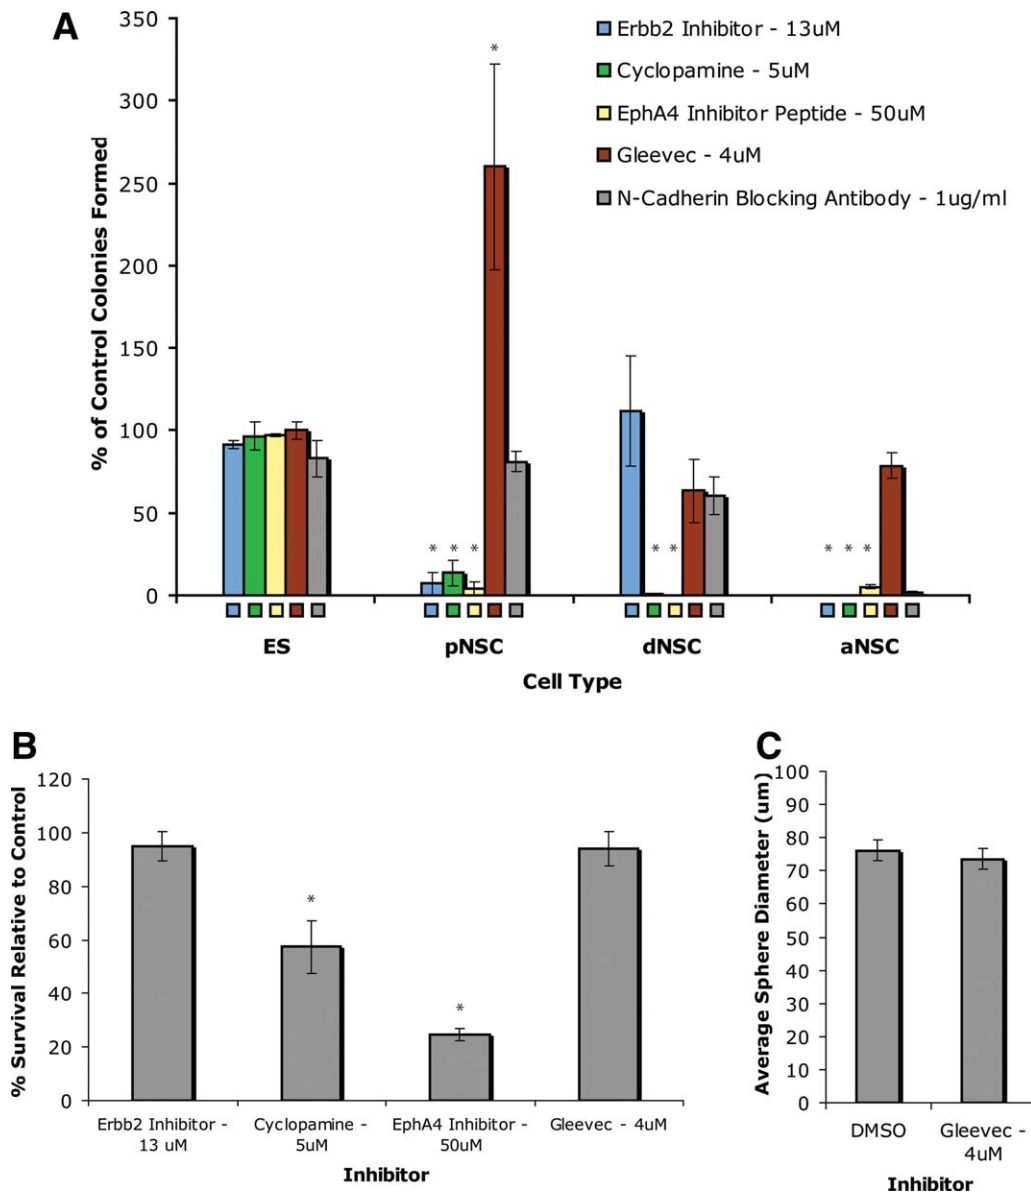 A
350
300
250
200
150
100
50
0
% of Control Colonies Formed
Erbb2 Inhibitor - 13uM
Cyclopamine - 5uM
EphA4 Inhibitor Peptide - 50uM
Gleevec - 4uM
N-Cadherin Blocking Antibody - 1ug/ml
*
* * *
* *
* * *
ES pNSC dNSC aNSC
Cell Type
B
120
100
80
60
40
20
0
% Survival Relative to Control
*
*
Erbb2 Inhibitor -
13 uM
Cyclopamine -
5uM
EphA4 Inhibitor -
50uM
Gleevec - 4uM
Inhibitor
C
100
90
80
70
60
50
40
30
20
10
0
Average Sphere Diameter (um)
DMSO
Gleevec -
4uM
Inhibitor